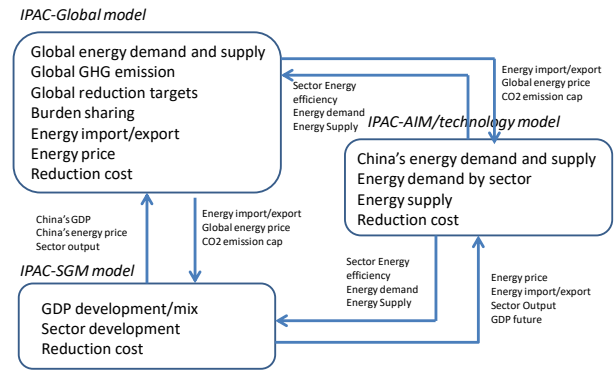 IPAC-Global model
Global energy demand and supply
Global GHG emission
Global reduction targets
Burden sharing
Energy import/export
Energy price
Reduction cost
Sector Energy
efficiency
Energy demand
Energy Supply
Energy import/export
Global energy price
CO2 emission cap
IPAC-AIM/technology model
China's energy demand and supply
Energy demand by sector
Energy supply
Reduction cost
China's GDP
China's energy price
Sector output
Energy import/export
Global energy price
CO2 emission cap
Sector Energy
efficiency
Energy demand
Energy Supply
Energy price
Energy import/export
Sector Output
GDP future
IPAC-SGM model
GDP development/mix
Sector development
Reduction cost